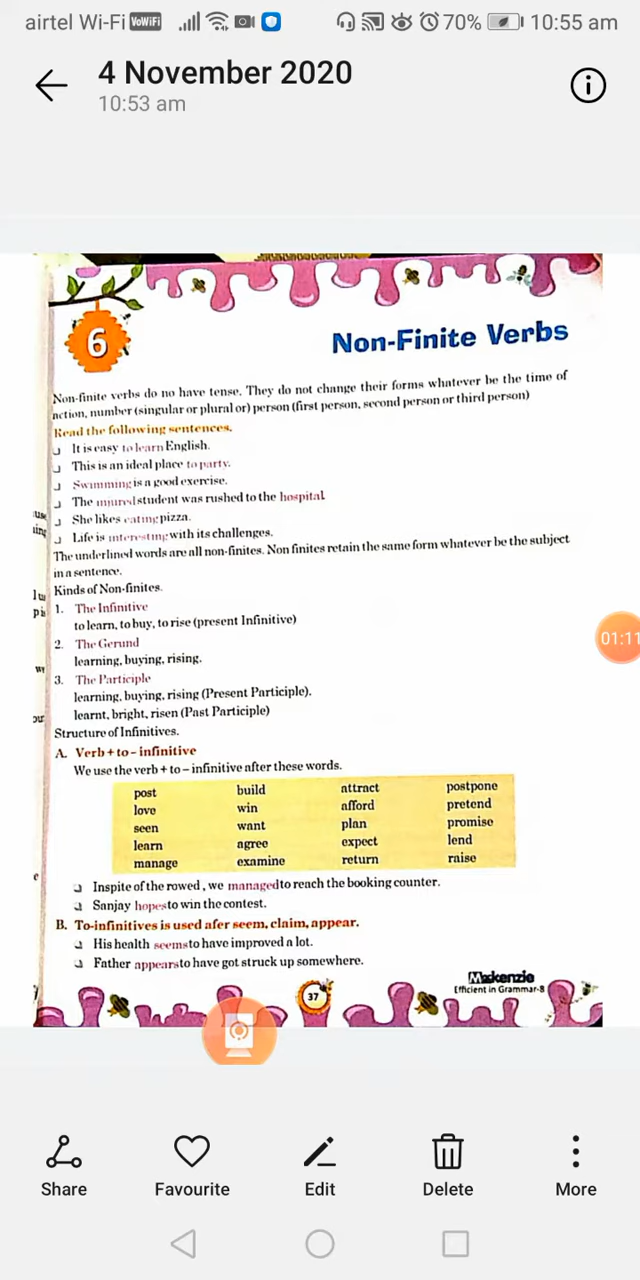 airtel Wi-Fi VoWiFi 70% 10:55 am
4 November 2020
10:53 am
6
Non-Finite Verbs
Non-finite verbs do no have tense. They do not change their forms whatever be the time of
action, number (singular or plural or) person (first person, second person or third person)
Read the following sentences.
It is easy to learn English.
This is an ideal place to party.
Swimming is a good exercise.
The injured student was rushed to the hospital
She likes eating pizza.
Life is interesting with its challenges.
The underlined words are all non-finites. Non finites retain the same form whatever be the subject
in a sentence.
Kinds of Non-finites.
1. The Infinitive
to learn, to buy, to rise (present Infinitive)
01:11
2. The Gerund
learning, buying, rising.
3. The Participle
learning, buying, rising (Present Participle).
learnt, bright, risen (Past Participle)
Structure of Infinitives.
A. Verb + to – infinitive
We use the verb + to – infinitive after these words.
post build attract postpone
love win afford pretend
seen want plan promise
learn agree expect lend
manage examine return raise
Inspite of the rowed , we managed to reach the booking counter.
Sanjay hopes to win the contest.
B. To-infinitives is used afer seem, claim, appear.
His health seems to have improved a lot.
Father appears to have got struck up somewhere.
Maskenzie
Efficient in Grammar-8
37
Share Favourite Edit Delete More